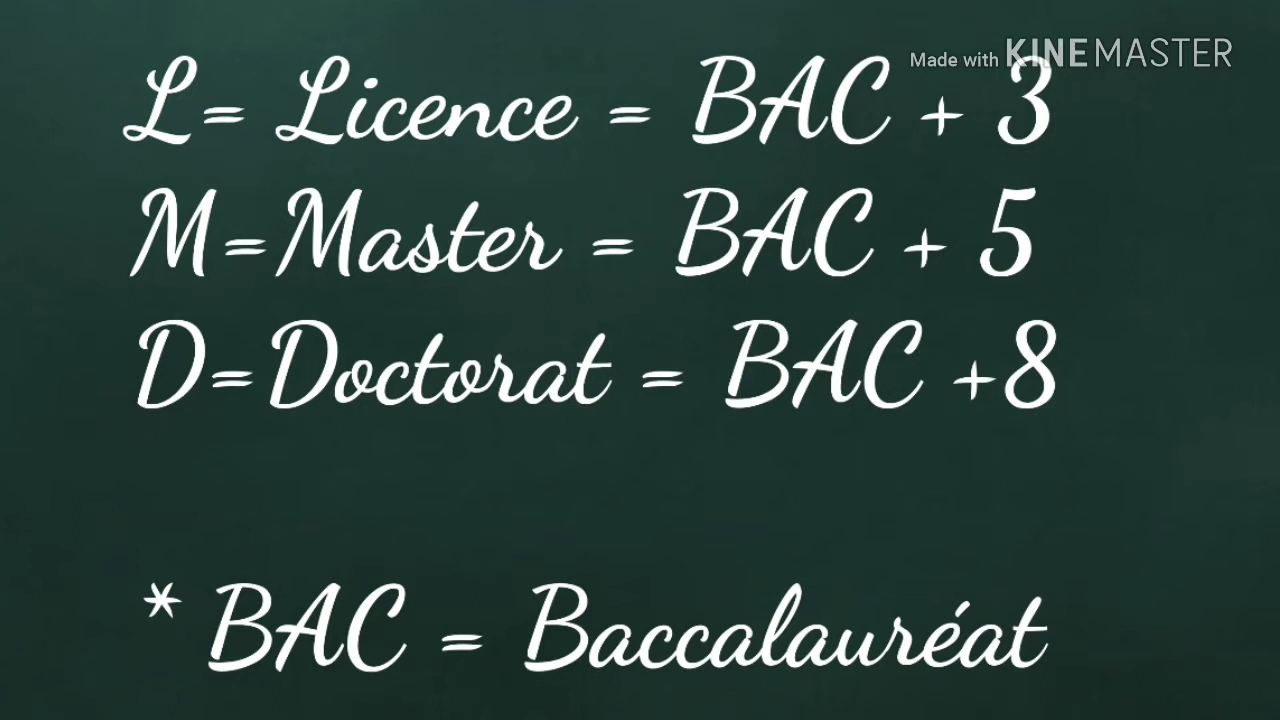 Made with KINEMASTER
L= Licence = BAC + 3
M=Master = BAC + 5
D=Doctorat = BAC +8
* BAC = Baccalauréat